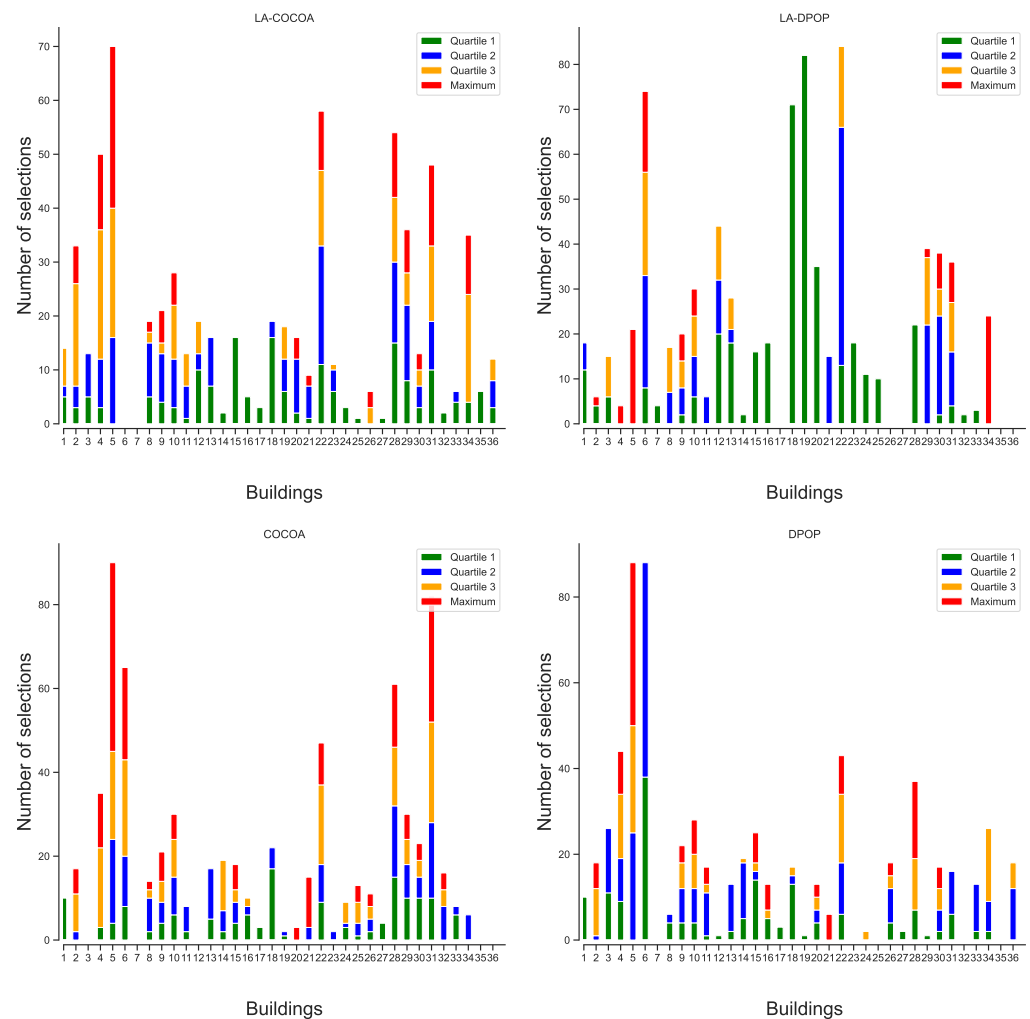 LA-COCOA
Number of selections
70
60
50
40
30
20
10
0
Quartile 1
Quartile 2
Quartile 3
Maximum
1 2 3 4 5 6 7 8 9 10 11 12 13 14 15 16 17 18 19 20 21 22 23 24 25 26 27 28 29 30 31 32 33 34 35 36
Buildings
LA-DPOP
Number of selections
80
70
60
50
40
30
20
10
0
Quartile 1
Quartile 2
Quartile 3
Maximum
1 2 3 4 5 6 7 8 9 10 11 12 13 14 15 16 17 18 19 20 21 22 23 24 25 26 27 28 29 30 31 32 33 34 35 36
Buildings
COCOA
Number of selections
80
60
40
20
0
Quartile 1
Quartile 2
Quartile 3
Maximum
1 2 3 4 5 6 7 8 9 10 11 12 13 14 15 16 17 18 19 20 21 22 23 24 25 26 27 28 29 30 31 32 33 34 35 36
Buildings
DPOP
Number of selections
80
60
40
20
0
Quartile 1
Quartile 2
Quartile 3
Maximum
1 2 3 4 5 6 7 8 9 10 11 12 13 14 15 16 17 18 19 20 21 22 23 24 25 26 27 28 29 30 31 32 33 34 35 36
Buildings